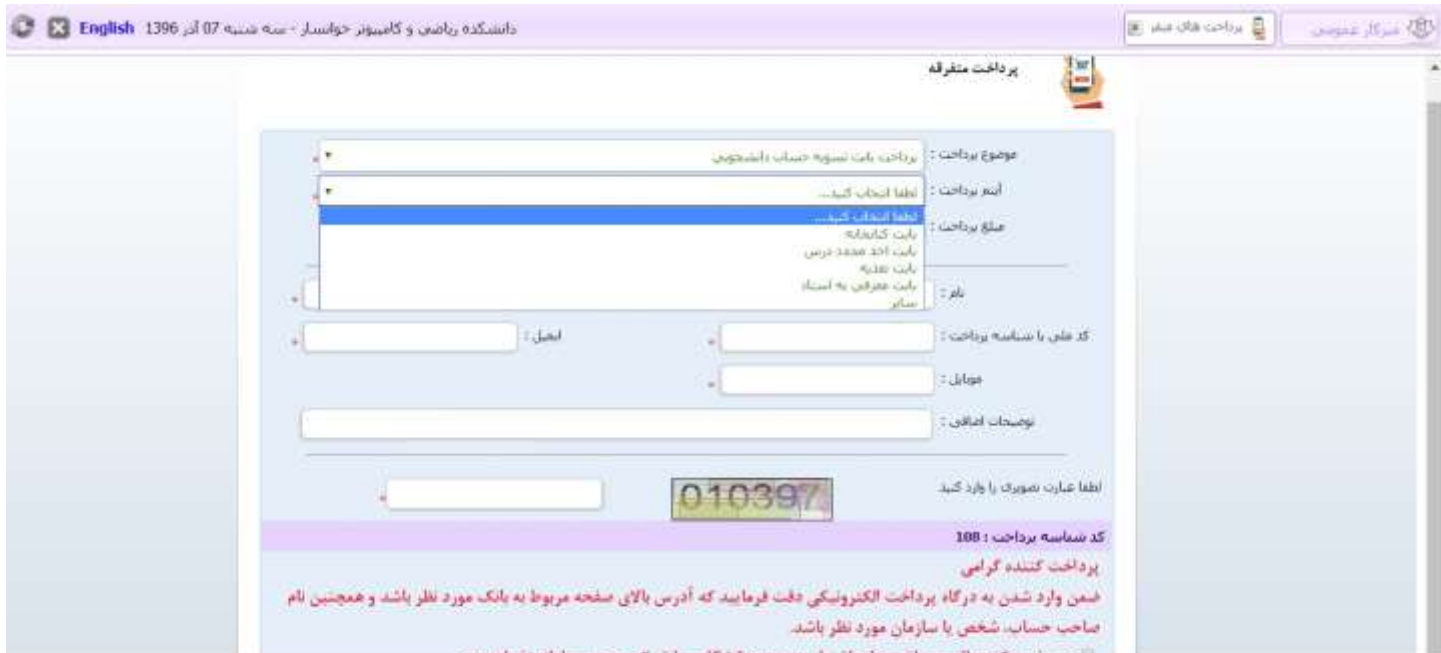 میزکار عمومی
پرداخت های متفر
دانشکده ریاضی و کامپیوتر خوانسار - سه شنبه 07 آذر 1396 English
پرداخت متفرقه
موضوع پرداخت : پرداخت بابت تسویه حساب دانشجویی *
آیتم پرداخت : لطفا انتخاب کنید... *
لطفا انتخاب کنید...
مبلغ پرداخت :
بابت کتابخانه
بابت اخذ مجدد درس
بابت تغذیه
بابت معرفی به استاد
سایر
نام : *
کد ملی یا شناسه پرداخت : * ایمیل : *
موبایل : *
توضیحات اضافی :
لطفا عبارت تصویری را وارد کنید 010397 *
کد شناسه پرداخت : 108
پرداخت کننده گرامی
ضمن وارد شدن به درگاه پرداخت الکترونیکی دقت فرمایید که آدرس بالای صفحه مربوط به بانک مورد نظر باشد و همچنین نام
صاحب حساب، شخص یا سازمان مورد نظر باشد.